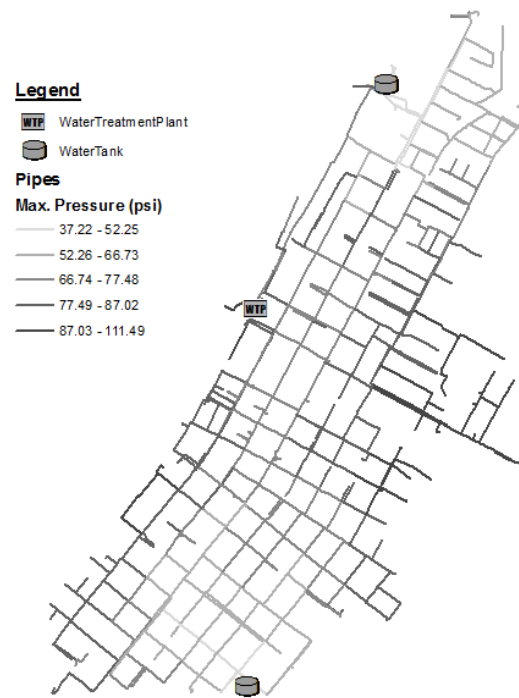 Legend
WTP WaterTreatmentPlant
WaterTank
Pipes
Max. Pressure (psi)
37.22 - 52.25
52.26 - 66.73
66.74 - 77.48
77.49 - 87.02
87.03 - 111.49
WTP